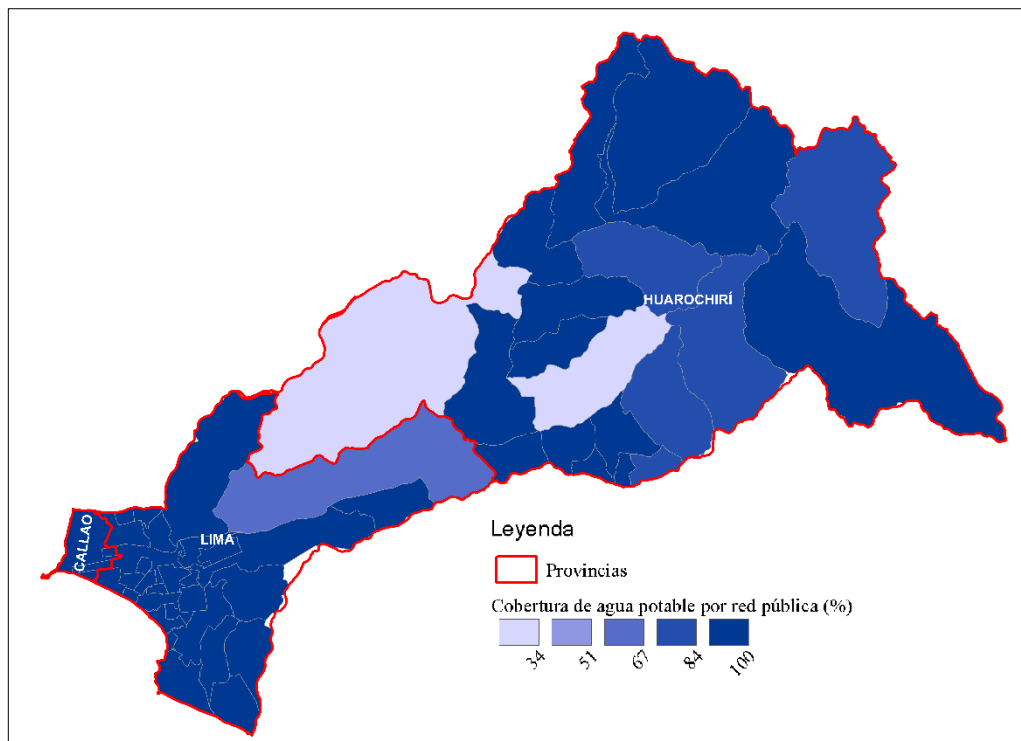 HUAROCHIRÍ
LIMA
CALLAO
Leyenda
Provincias
Cobertura de agua potable por red pública (%)
34 51 67 84 100